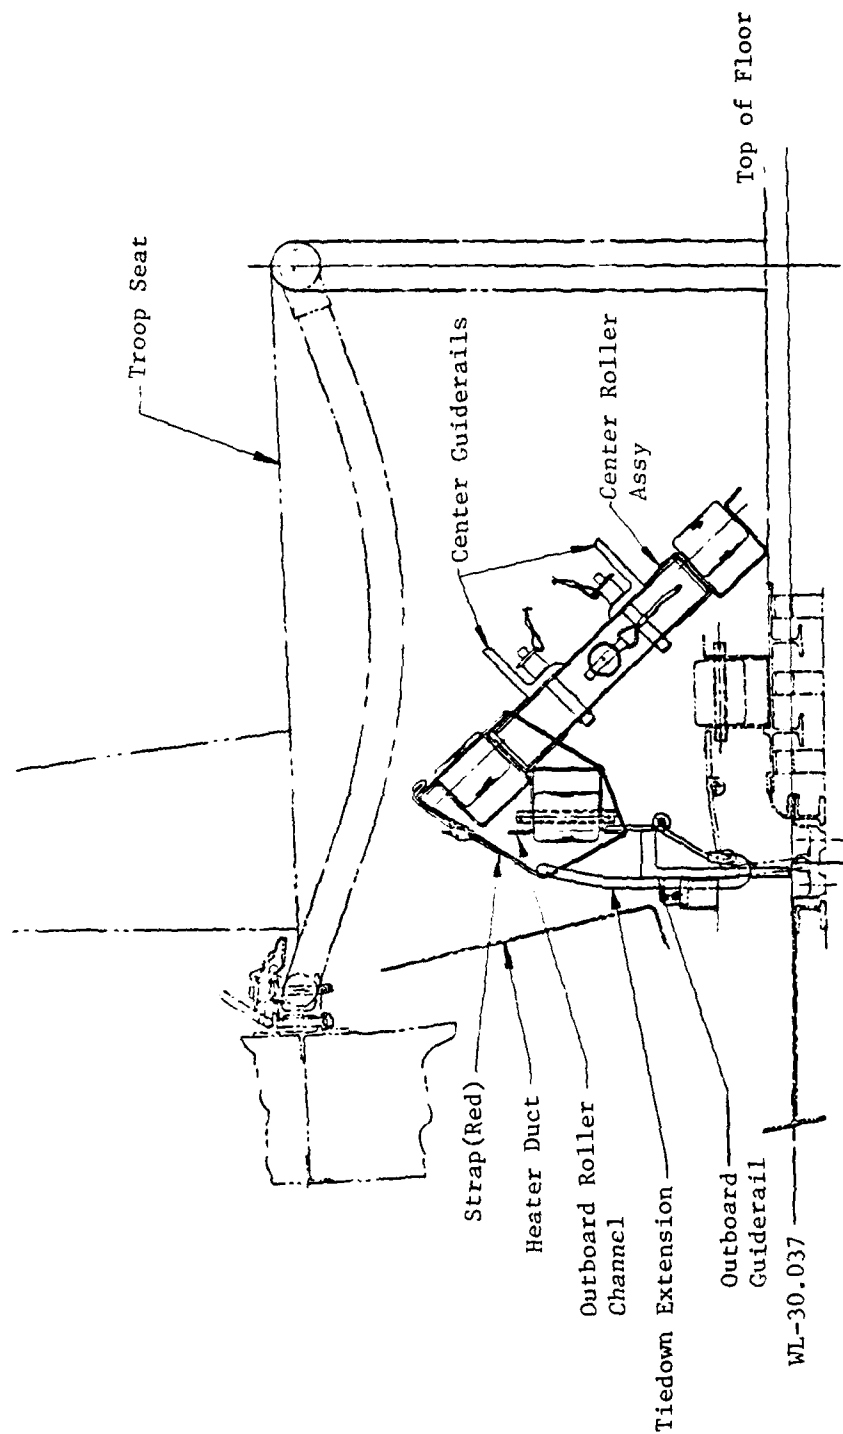 Troop Seat
Center Guiderails
Center Roller
Assy
Top of Floor
Strap(Red)
Heater Duct
Outboard Roller
Channel
Tiedown Extension
Outboard
Guiderail
WL-30.037